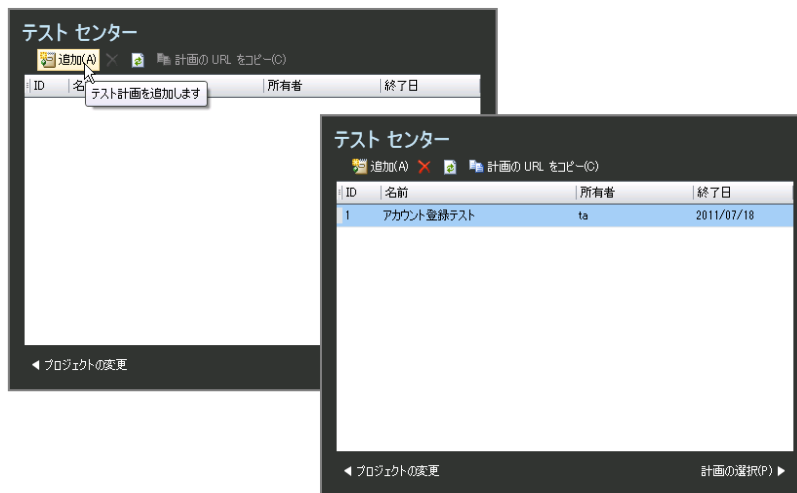 テスト センター
追加(A) 計画の URL をコピー(C)
ID 名 所有者 終了日
テスト計画を追加します
◀ プロジェクトの変更
テスト センター
追加(A) 計画の URL をコピー(C)
ID 名前 所有者 終了日
1 アカウント登録テスト ta 2011/07/18
◀ プロジェクトの変更 計画の選択(P) ▶